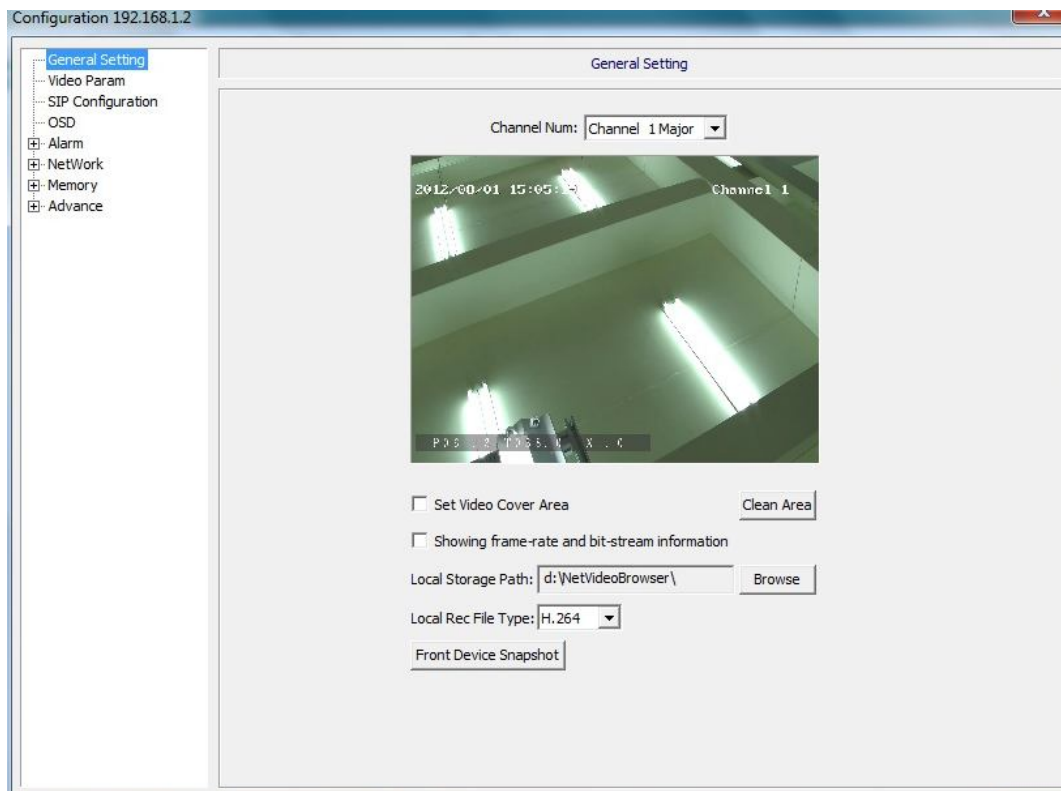 Configuration 192.168.1.2
General Setting
Video Param
SIP Configuration
OSD
Alarm
NetWork
Memory
Advance
General Setting
Channel Num: Channel 1 Major
15:05:
Channel 1
Set Video Cover Area
Clean Area
Showing frame-rate and bit-stream information
Local Storage Path: d:\NetVideoBrowser\
Browse
Local Rec File Type: H.264
Front Device Snapshot